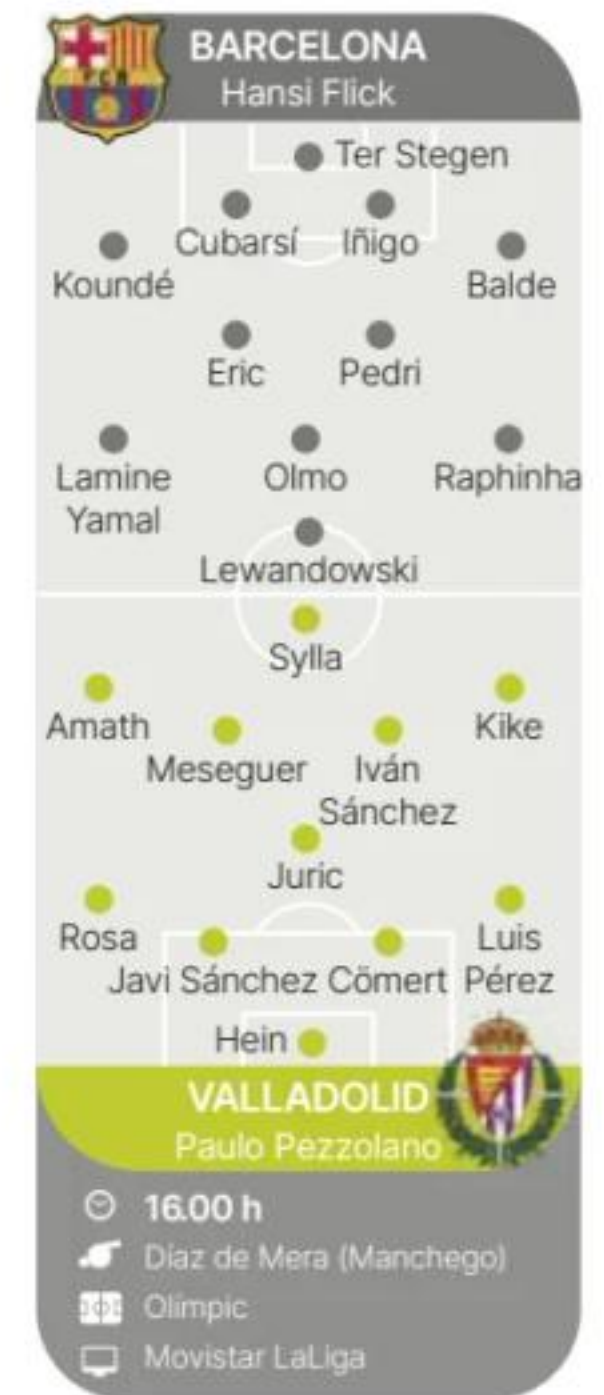 BARCELONA
Hansi Flick
Ter Stegen
Cubarsí Iñigo
Koundé Balde
Eric Pedri
Lamine Olmo Raphinha
Yamal
Lewandowski
Sylla
Amath Kike
Meseguer Iván
Sánchez
Juric
Rosa Luis
Javi Sánchez Cömert Pérez
Hein
VALLADOLID
Paulo Pezzolano
16.00 h
Díaz de Mera (Manchego)
Olímpic
Movistar LaLiga